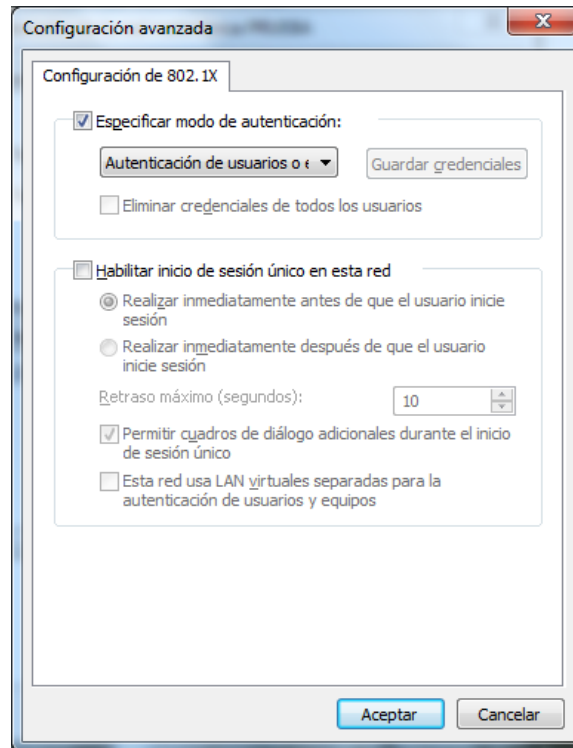 Configuración avanzada
Configuración de 802.1X
Especificar modo de autenticación:
Autenticación de usuarios o e
Guardar credenciales
Eliminar credenciales de todos los usuarios
Habilitar inicio de sesión único en esta red
Realizar inmediatamente antes de que el usuario inicie
sesión
Realizar inmediatamente después de que el usuario
inicie sesión
Retraso máximo (segundos):
10
Permitir cuadros de diálogo adicionales durante el inicio
de sesión único
Esta red usa LAN virtuales separadas para la
autenticación de usuarios y equipos
Aceptar
Cancelar